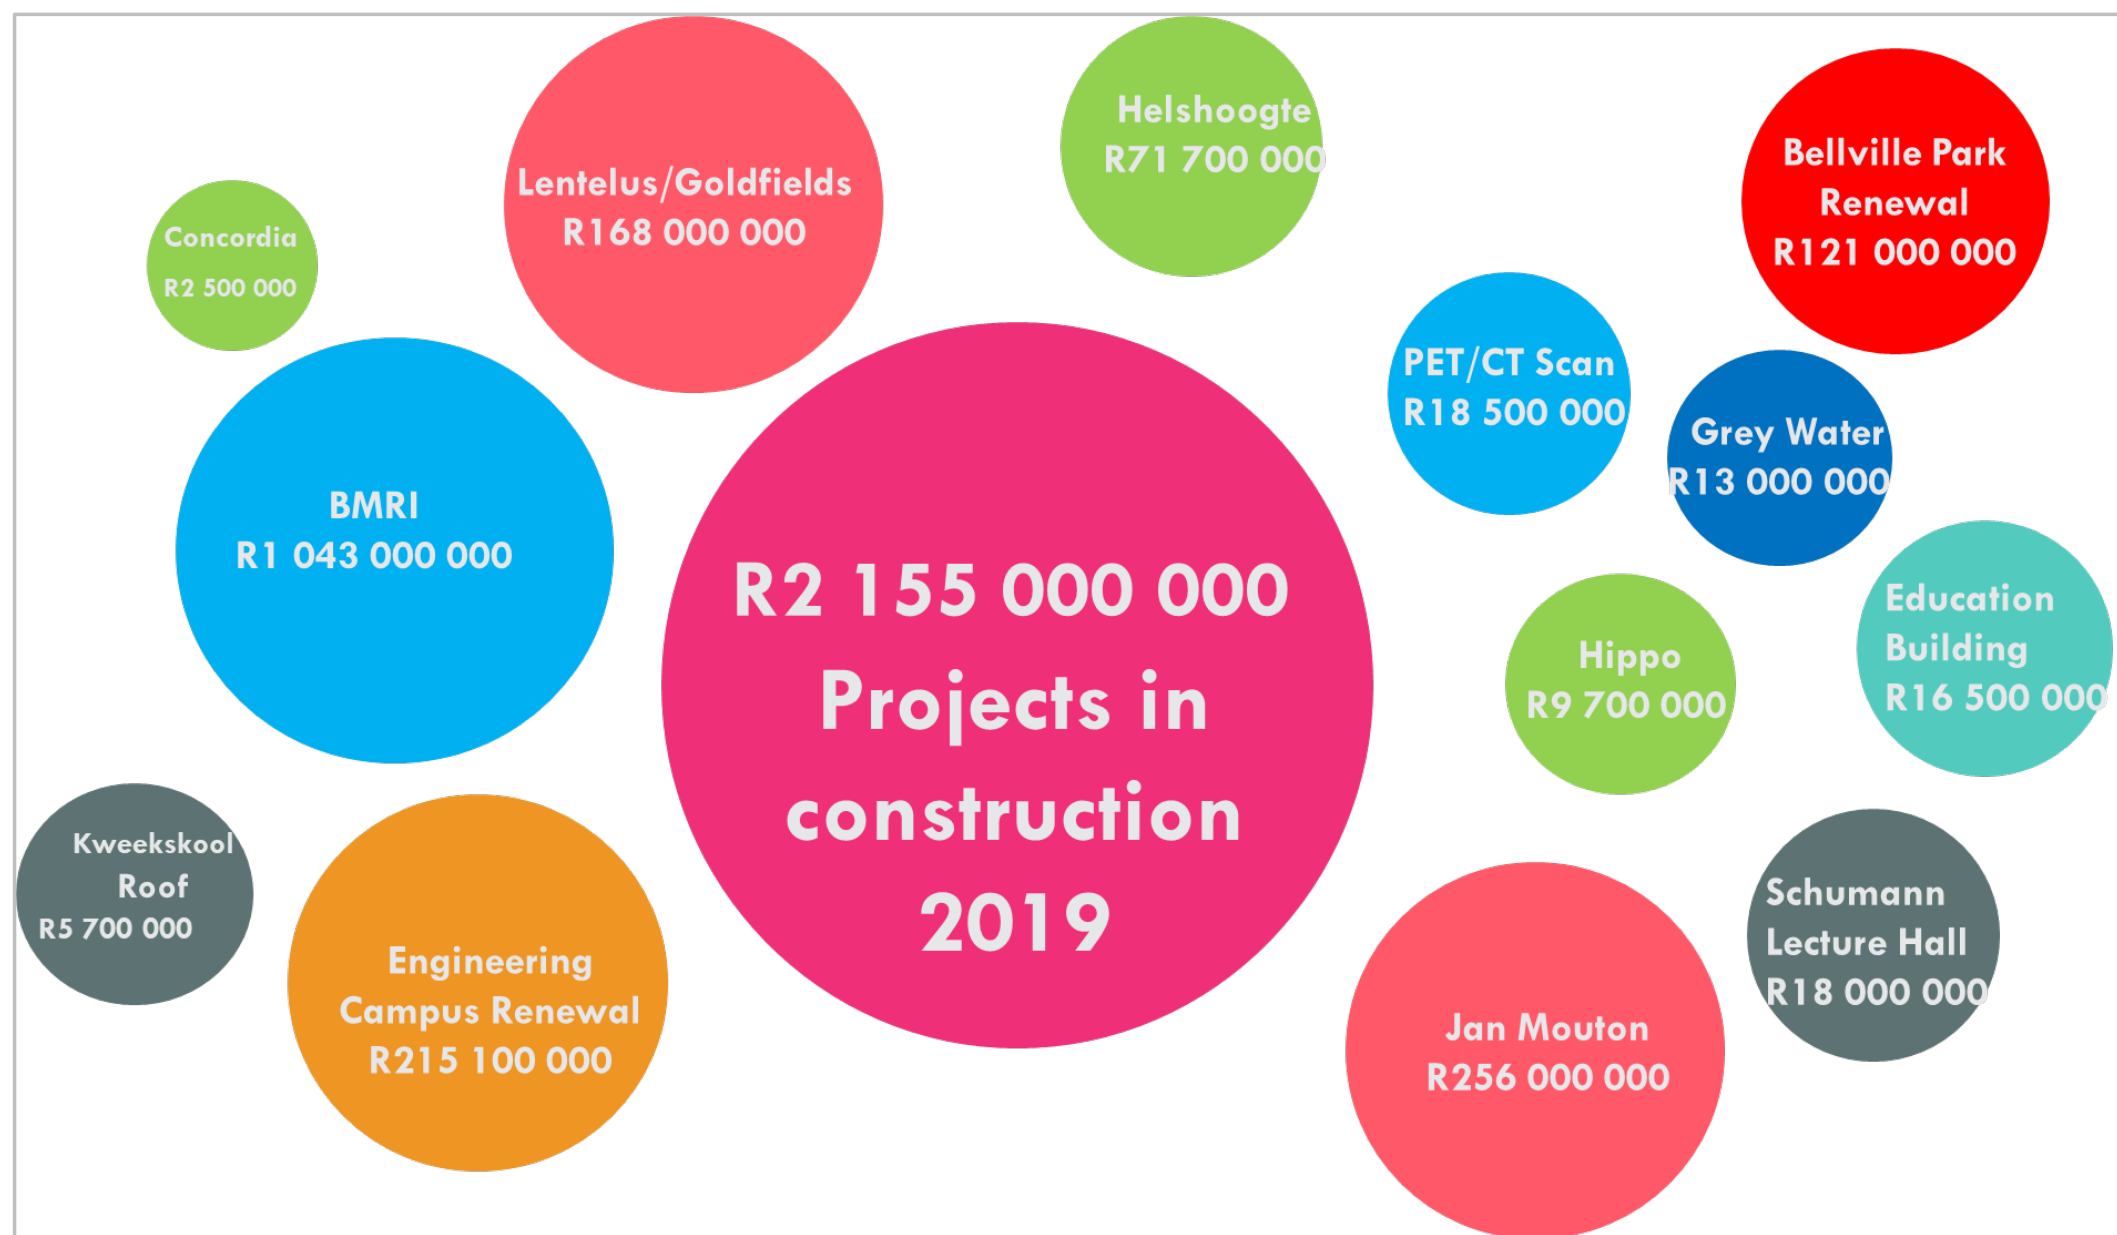 Helshoogte
R71 700 000
Bellville Park
Renewal
R121 000 000
Lentelus/Goldfields
R168 000 000
Concordia
R2 500 000
PET/CT Scan
R18 500 000
Grey Water
R13 000 000
BMRI
R1 043 000 000
R2 155 000 000
Projects in
construction
2019
Education
Building
R16 500 000
Hippo
R9 700 000
Kweekskool
Roof
R5 700 000
Engineering
Campus Renewal
R215 100 000
Schumann
Lecture Hall
R18 000 000
Jan Mouton
R256 000 000